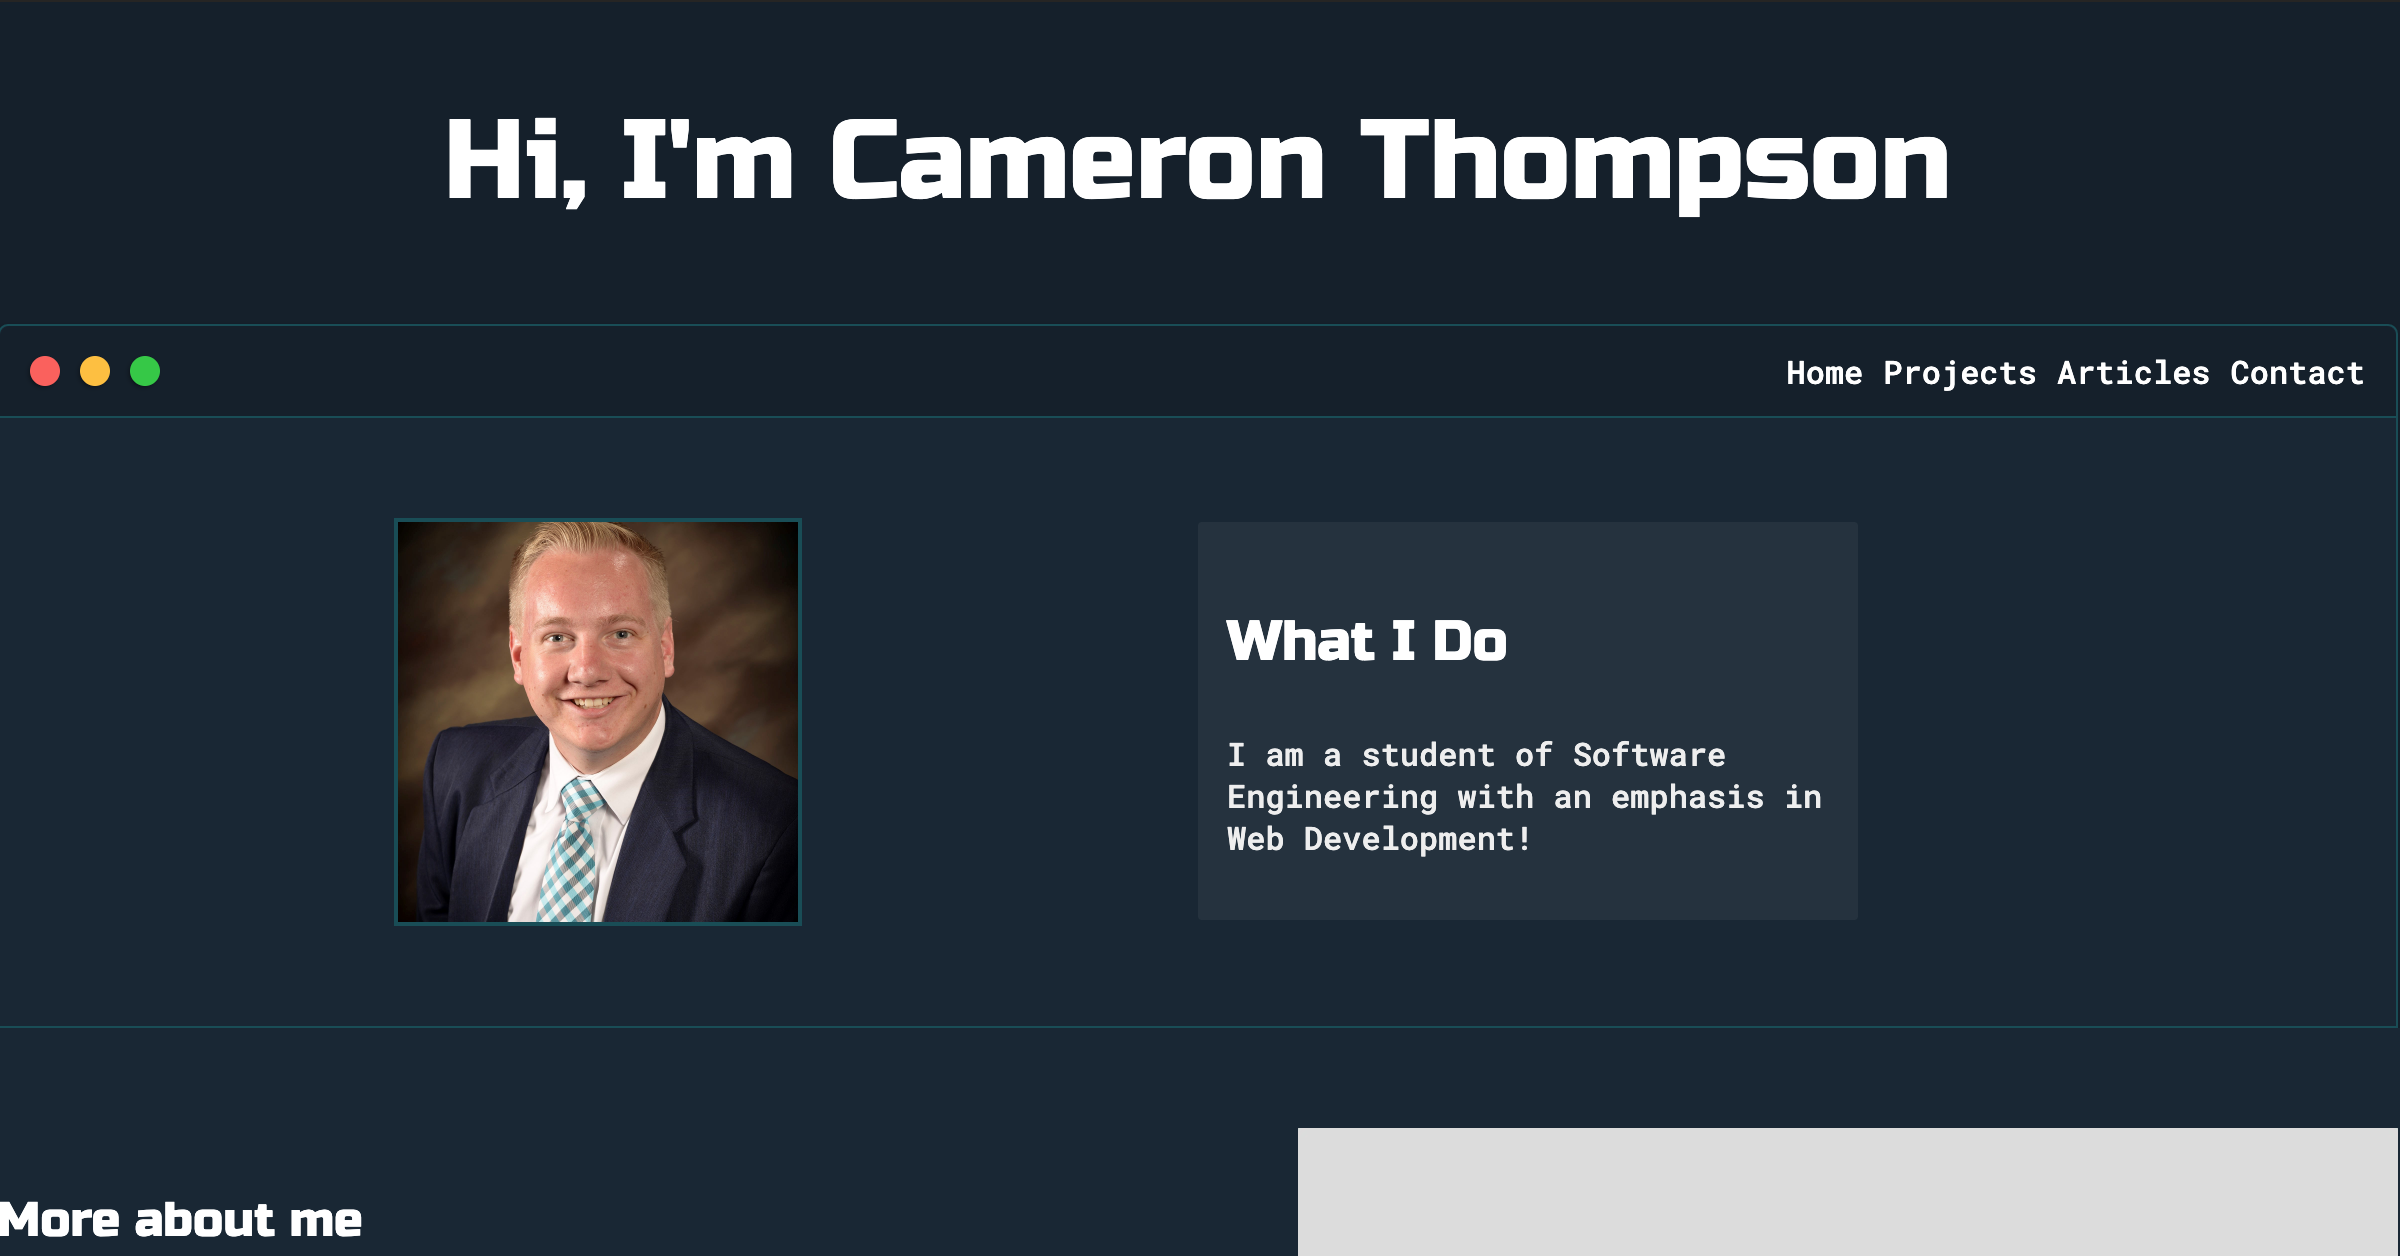 Hi, I'm Cameron Thompson
Home Projects Articles Contact
What I Do
I am a student of Software
Engineering with an emphasis in
Web Development!
More about me